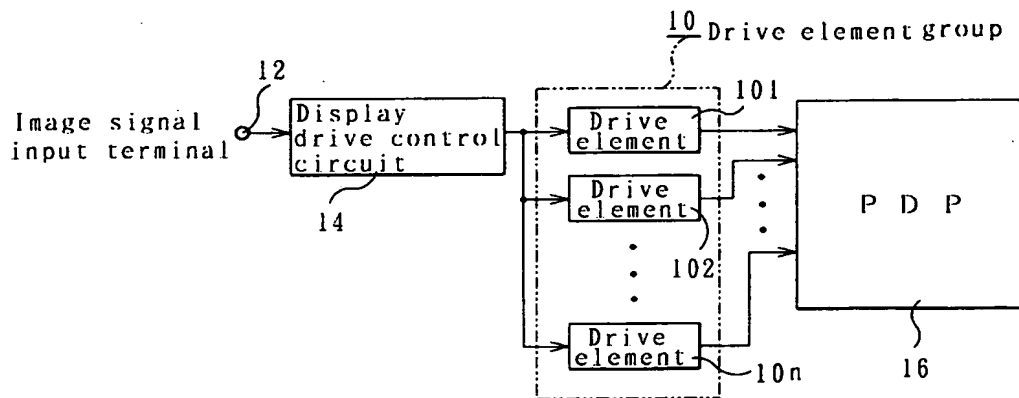 10 Drive element group
12
101
Image signal
input terminal
Display
drive control
circuit
14
Drive
element
Drive
element
102
Drive
element
10n
P D P
16